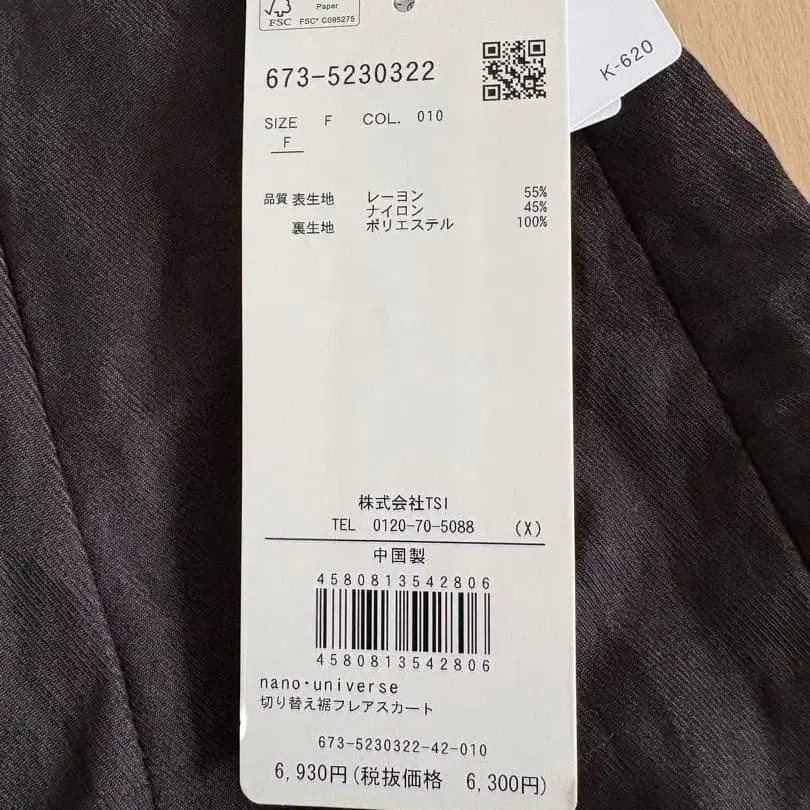 Paper
FSC
FSC® C095275
K-620
673-5230322
SIZE F COL. 010
F
品質 表生地 レーヨン 55%
ナイロン 45%
裏生地 ポリエステル 100%
株式会社TSI
TEL 0120-70-5088 (X)
中国製
4580813542806
4580813542806
nano・universe
切り替え裾フレアスカート
673-5230322-42-010
6,930円(税抜価格 6,300円)